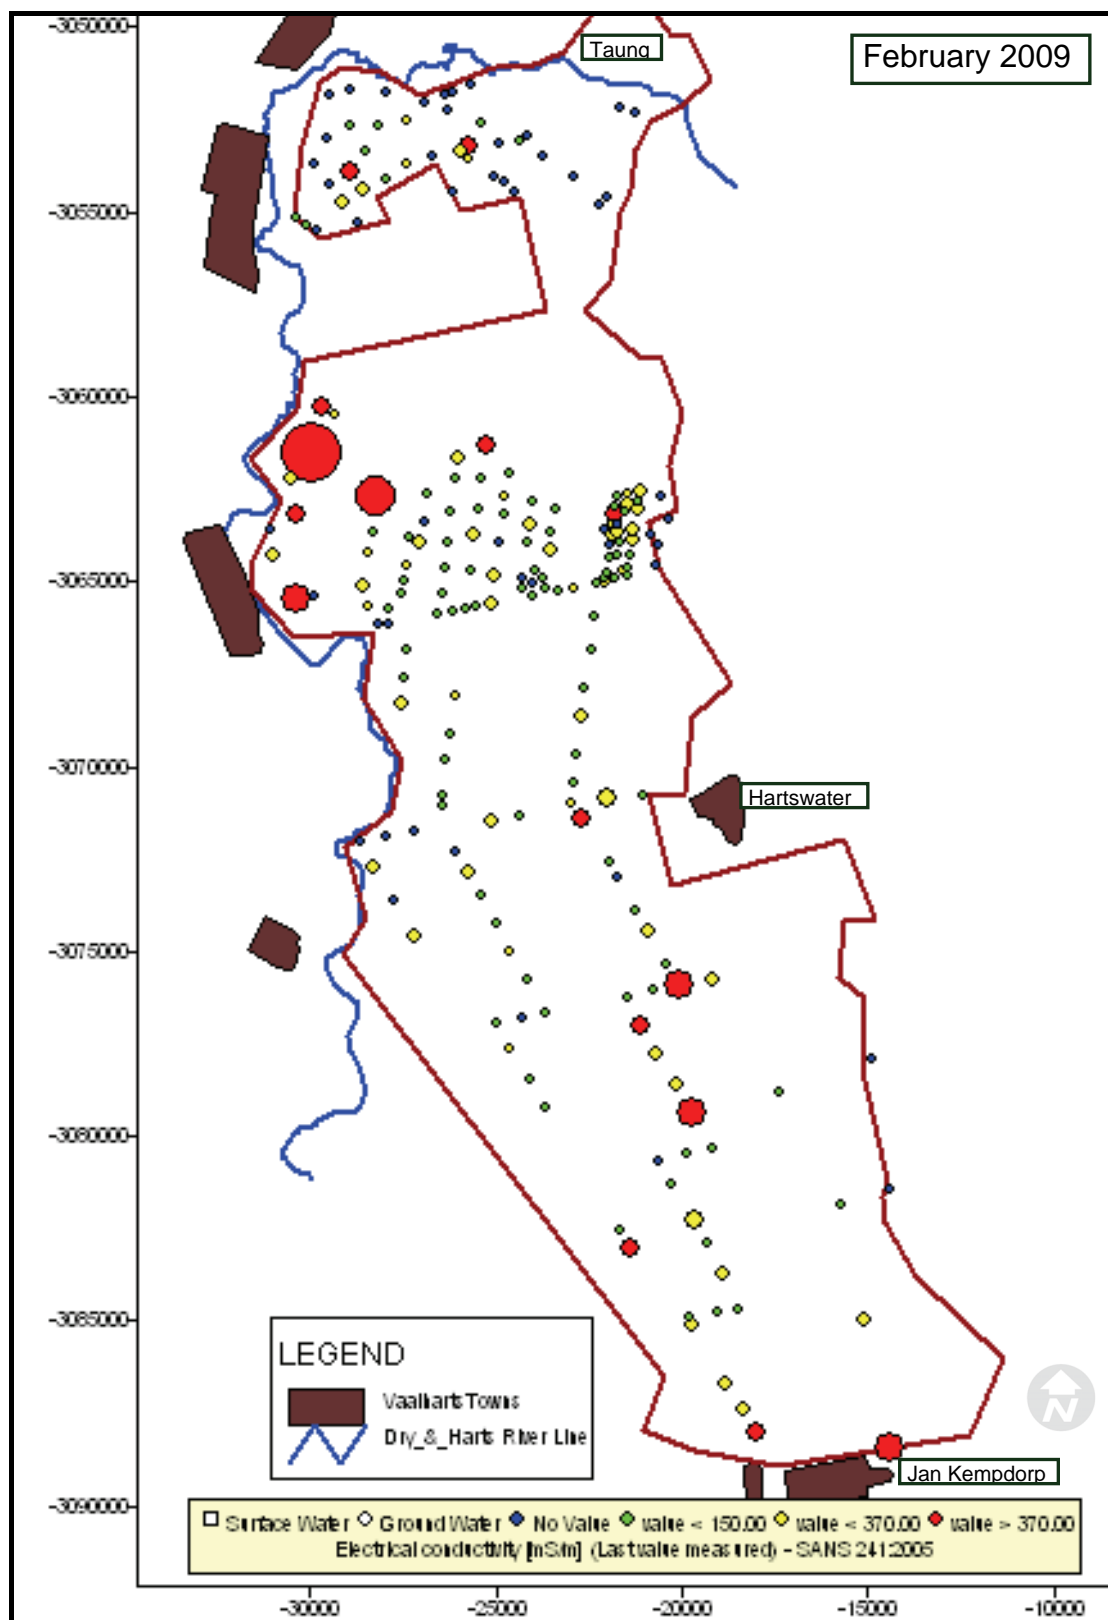 -3050000
Taung
February 2009
-3055000
-3060000
-3065000
-3070000
Hartswater
-3075000
-3080000
-3085000
LEGEND
Vaalharts Towns
Dry_&_Harts River Line
N
Jan Kempdorp
-3090000
Surface Water Ground Water No Value value < 150.00 value < 370.00 value > 370.00
Electrical conductivity [mS/m] (Last value measured) - SANS 241:2005
-30000 -25000 -20000 -15000 -10000